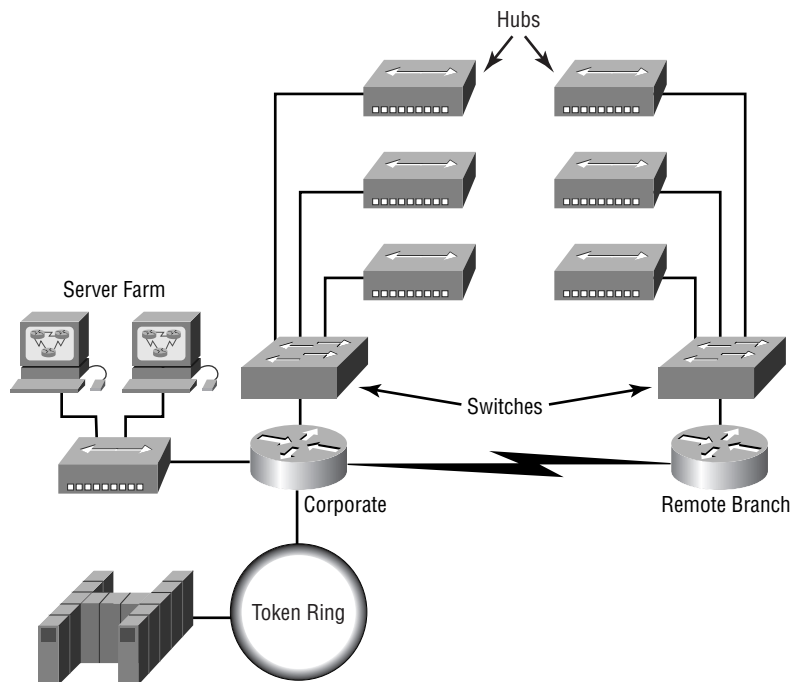 Hubs
Server Farm
Switches
Corporate
Remote Branch
Token Ring